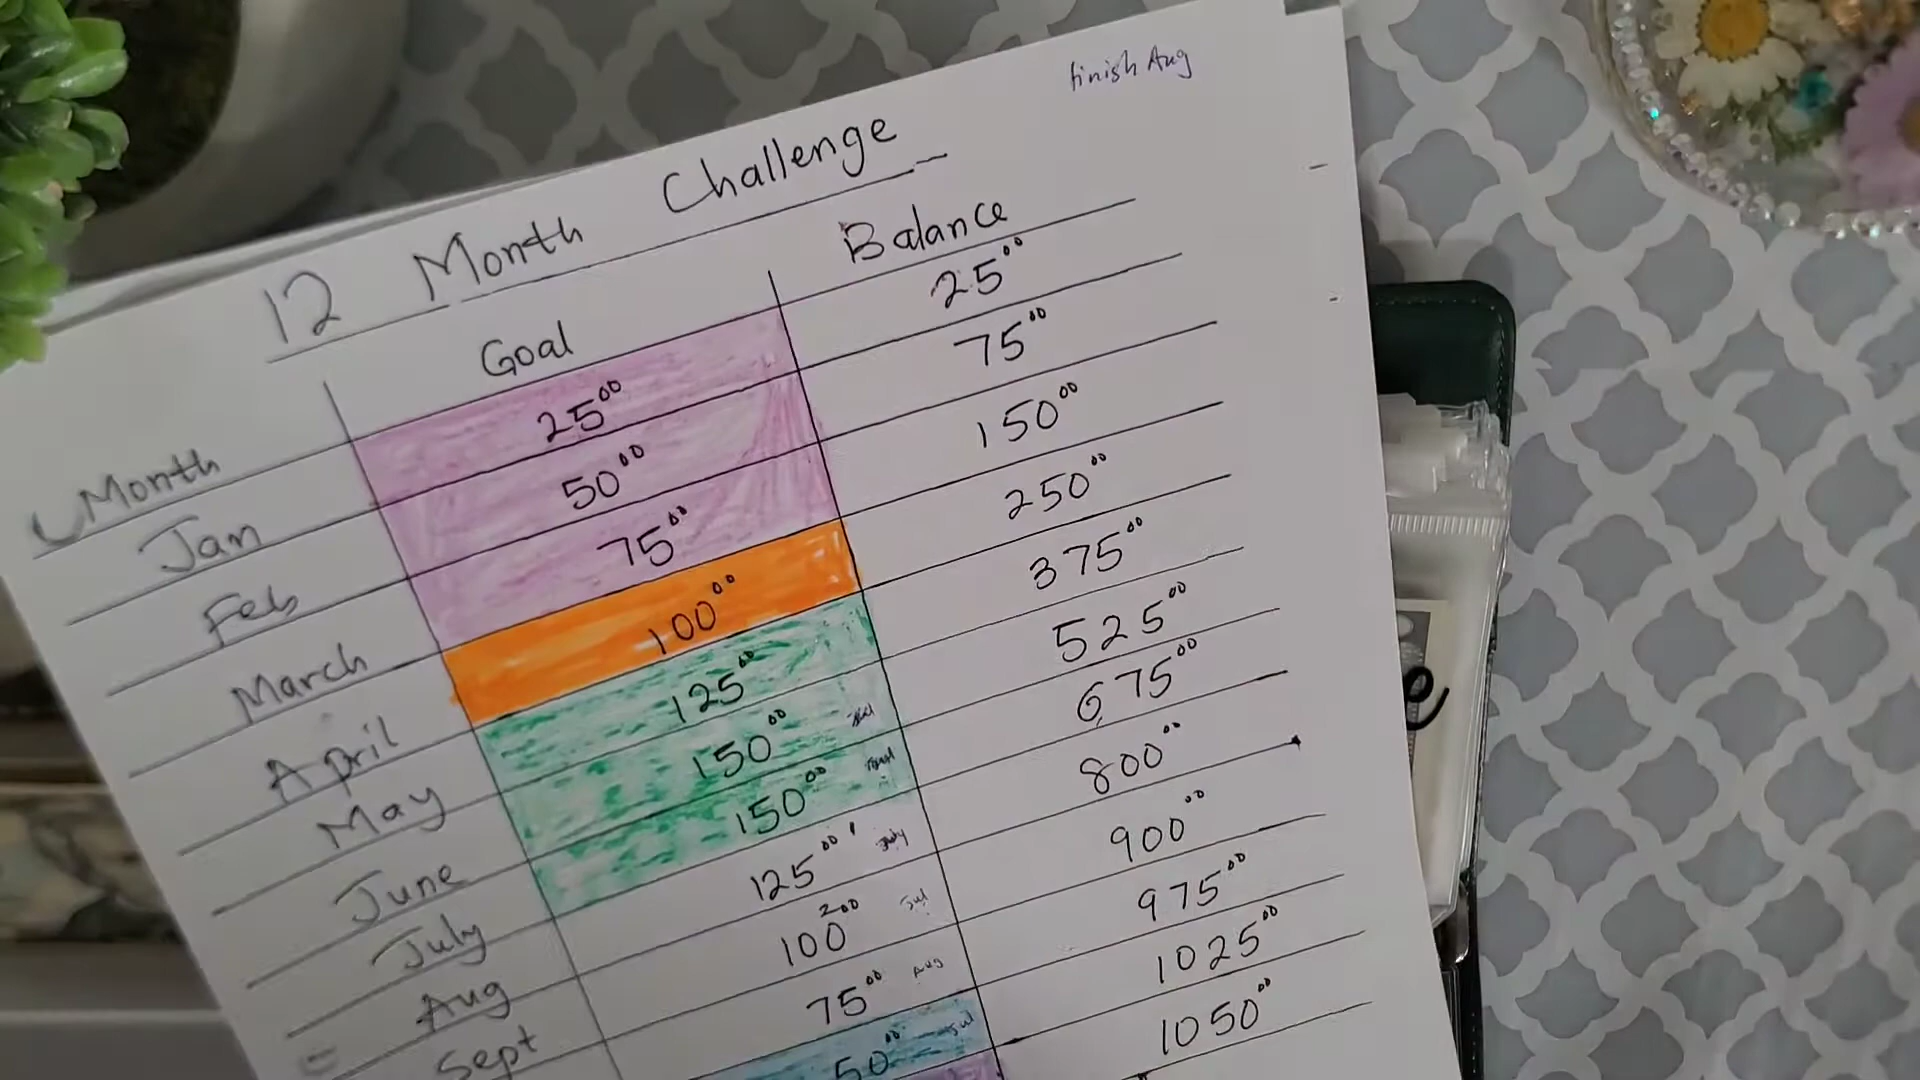 finish Aug
12 Month Challenge
Month Goal Balance
Jan 25.00 25.00
Feb 50.00 75.00
March 75.00 150.00
April 100.00 250.00
May 125.00 375.00
June 150.00 525.00
July 150.00 675.00
Aug 125.00 July 800.00
Sept 100.00 Jul 900.00
75.00 Aug 975.00
50.00 Jul 1025.00
1050.00
e